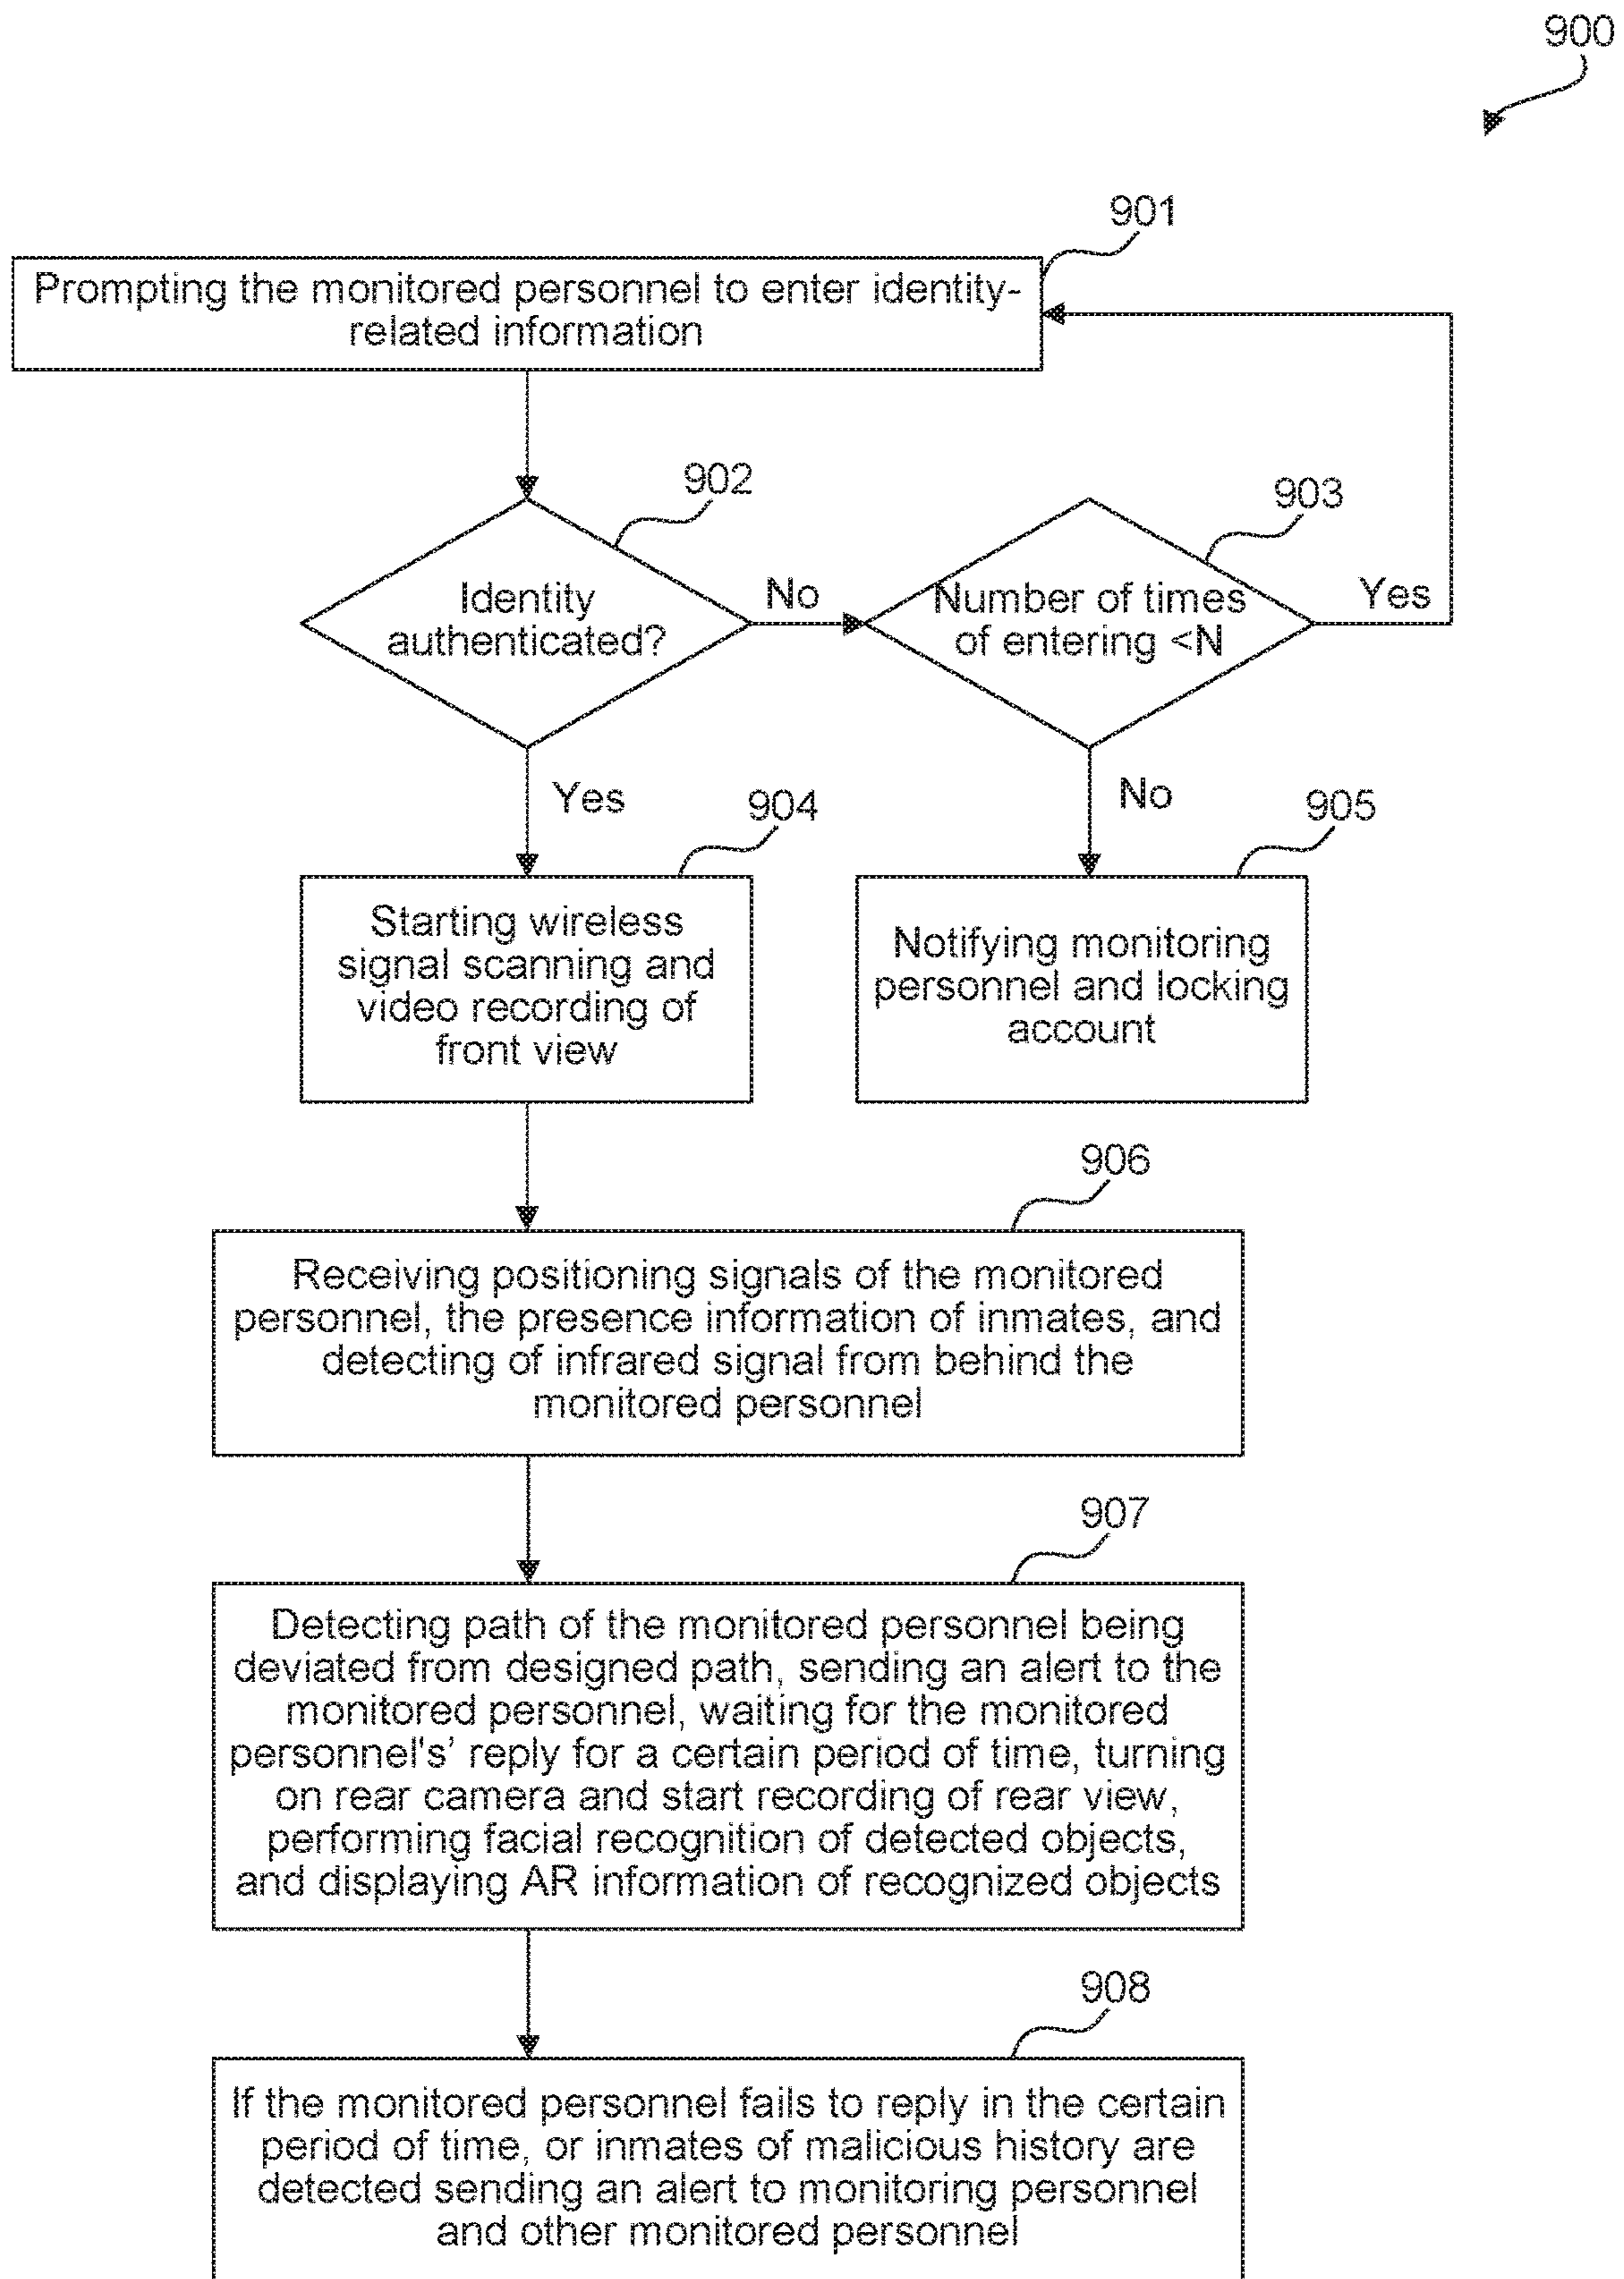 900
901
Prompting the monitored personnel to enter identity-
related information
902
903
Identity
authenticated?
No
Number of times
of entering <N
Yes
Yes
No
904
905
Starting wireless
signal scanning and
video recording of
front view
Notifying monitoring
personnel and locking
account
906
Receiving positioning signals of the monitored
personnel, the presence information of inmates, and
detecting of infrared signal from behind the
monitored personnel
907
Detecting path of the monitored personnel being
deviated from designed path, sending an alert to the
monitored personnel, waiting for the monitored
personnel's' reply for a certain period of time, turning
on rear camera and start recording of rear view,
performing facial recognition of detected objects,
and displaying AR information of recognized objects
908
If the monitored personnel fails to reply in the certain
period of time, or inmates of malicious history are
detected sending an alert to monitoring personnel
and other monitored personnel